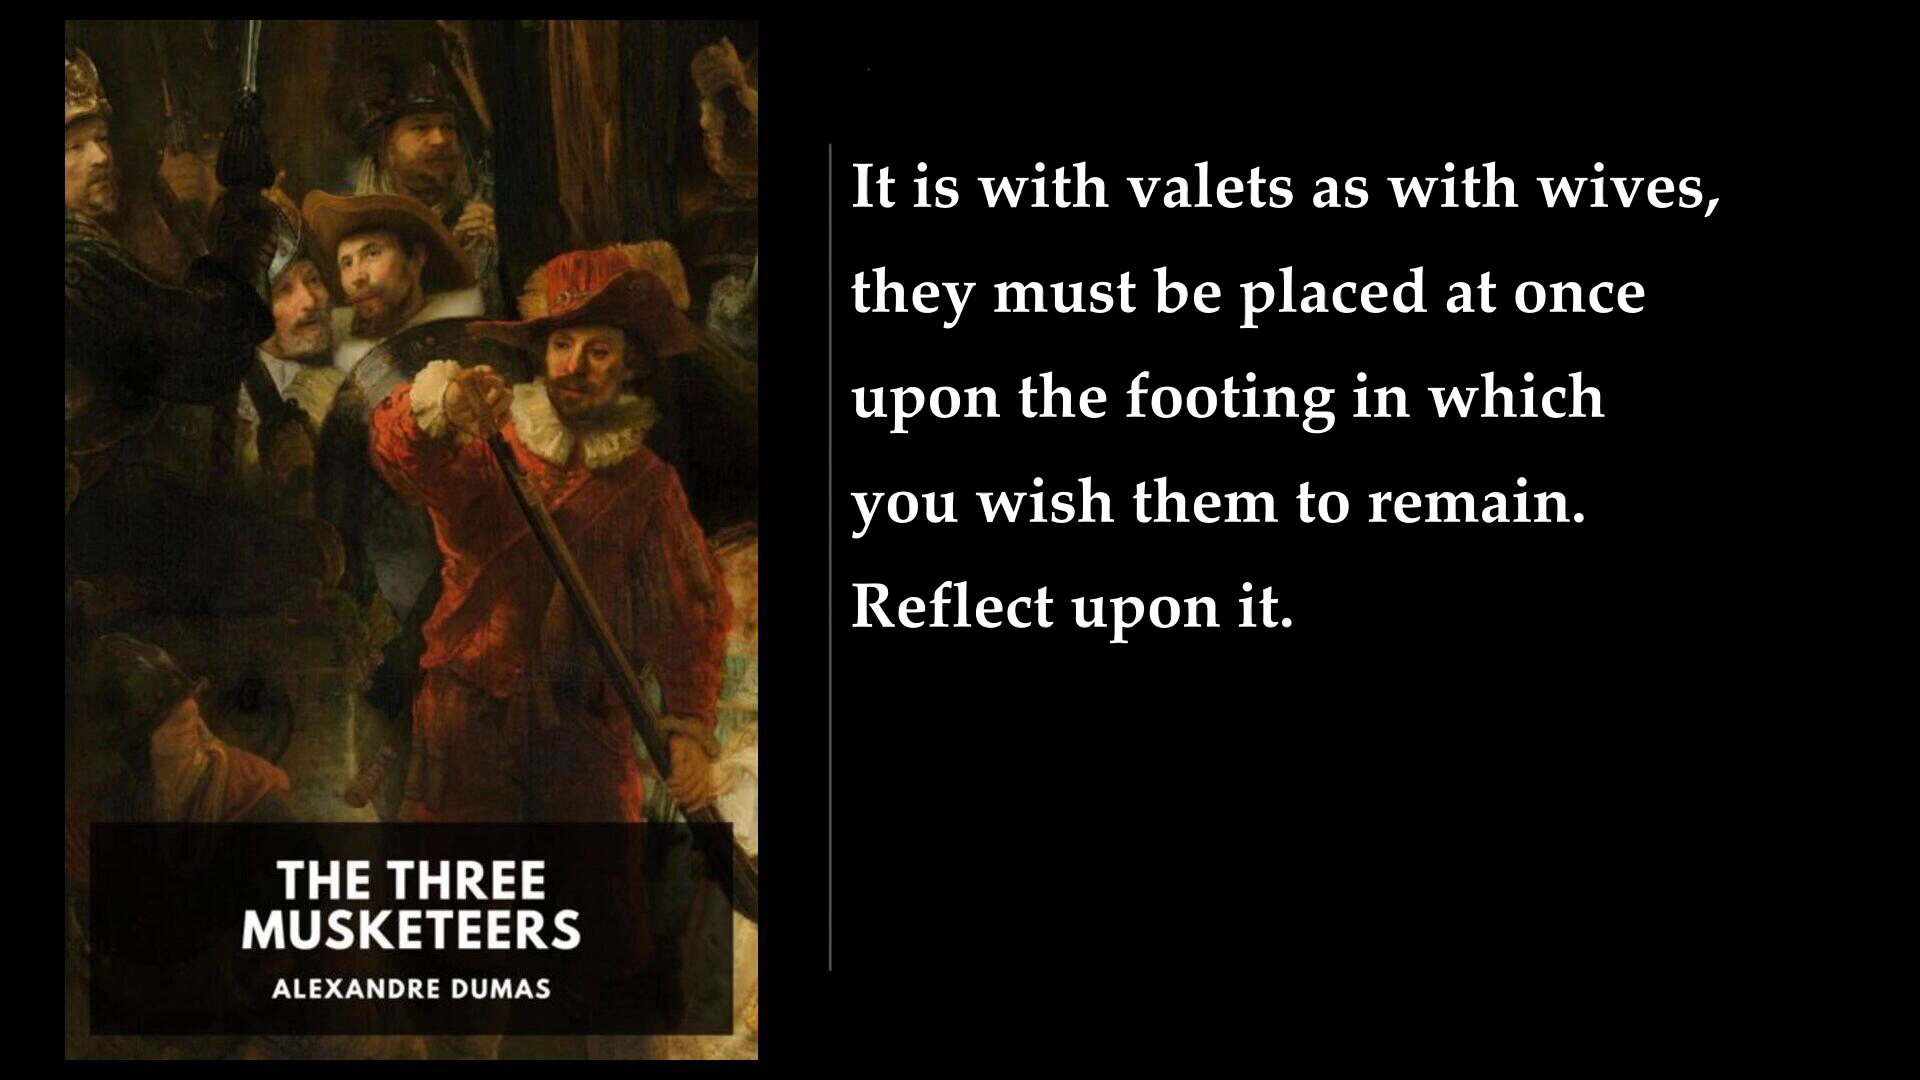 It is with valets as with wives,
they must be placed at once
upon the footing in which
you wish them to remain.
Reflect upon it.
THE THREE
MUSKETEERS
ALEXANDRE DUMAS